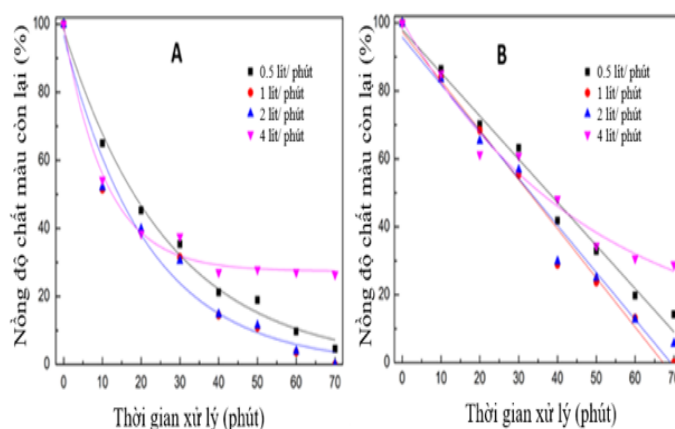 Nồng độ chất màu còn lại (%)
100
80
60
40
20
0
A
0.5 lít/ phút
1 lít/ phút
2 lít/ phút
4 lít/ phút
0 10 20 30 40 50 60 70
Thời gian xử lý (phút)
Nồng độ chất màu còn lại (%)
100
80
60
40
20
0
B
0.5 lít/ phút
1 lít/ phút
2 lít/ phút
4 lít/ phút
0 10 20 30 40 50 60 70
Thời gian xử lý (phút)